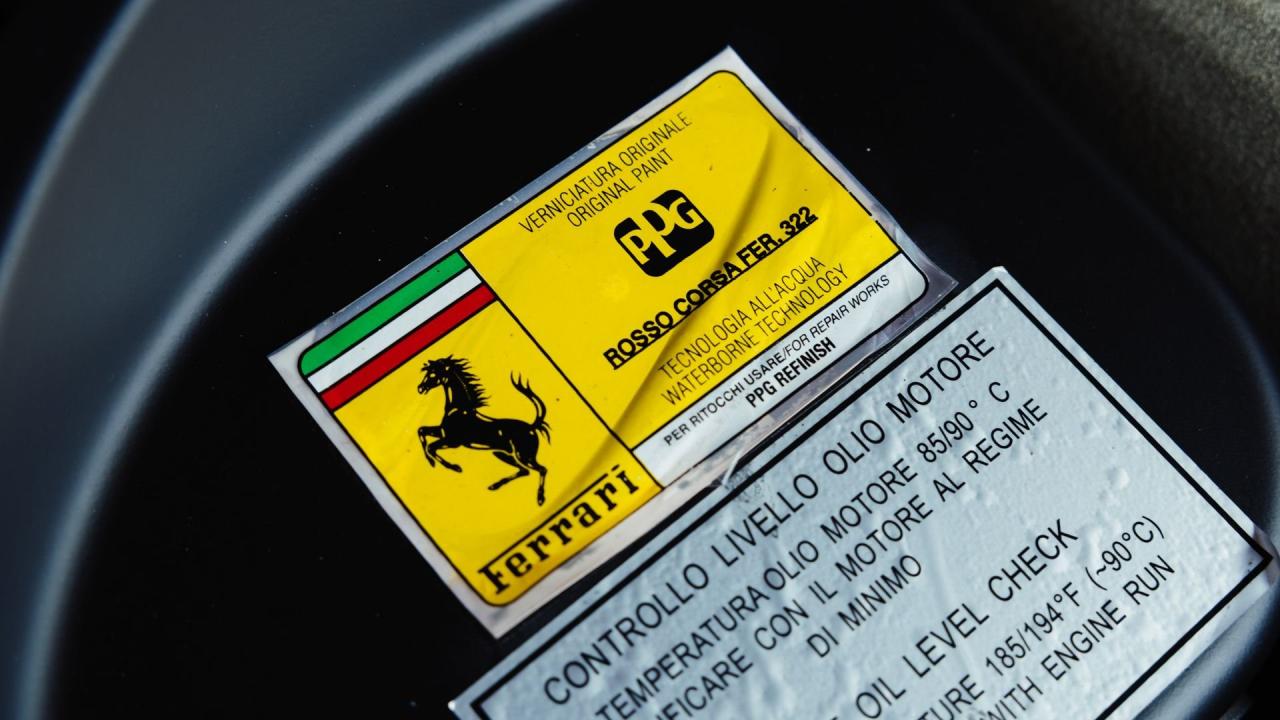 VERNICIATURA ORIGINALE
ORIGINAL PAINT
PPG
ROSSO CORSA FER. 322
TECNOLOGIA ALL'ACQUA
WATERBORNE TECHNOLOGY
PER RITOCCHI USARE/FOR REPAIR WORKS
PPG REFINISH
Ferrari
CONTROLLO LIVELLO OLIO MOTORE
TEMPERATURA OLIO MOTORE 85/90 ° C
IFICARE CON IL MOTORE AL REGIME
DI MINIMO
OIL LEVEL CHECK
TURE 185/194°F (~90°C)
WITH ENGINE RUN